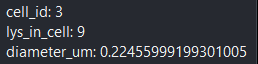 cell_id: 3
lys_in_cell: 9
diameter_um: 0.22455999199301005